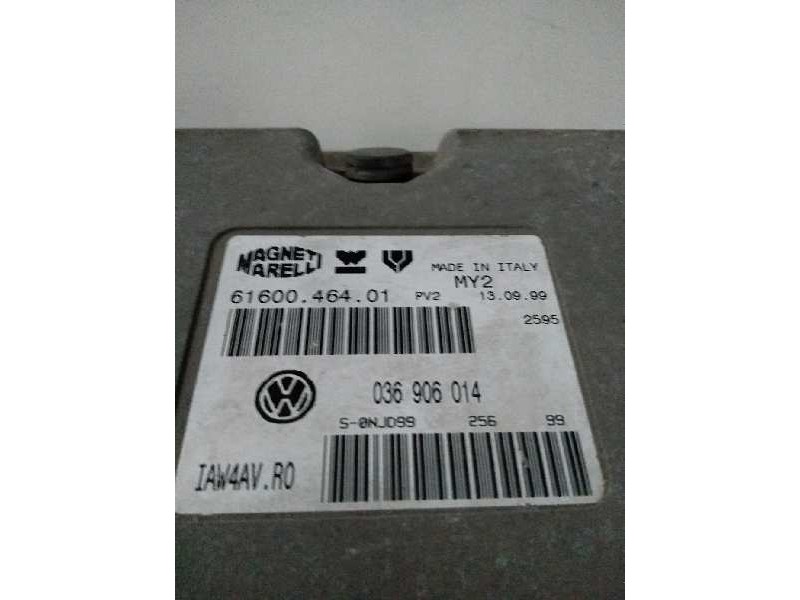 MAGNETI MARELLI
MADE IN ITALY
MY2
61600.464.01 PV2 13.09.99
2595
036 906 014
S-0NJD99 256 99
IAW4AV.R0